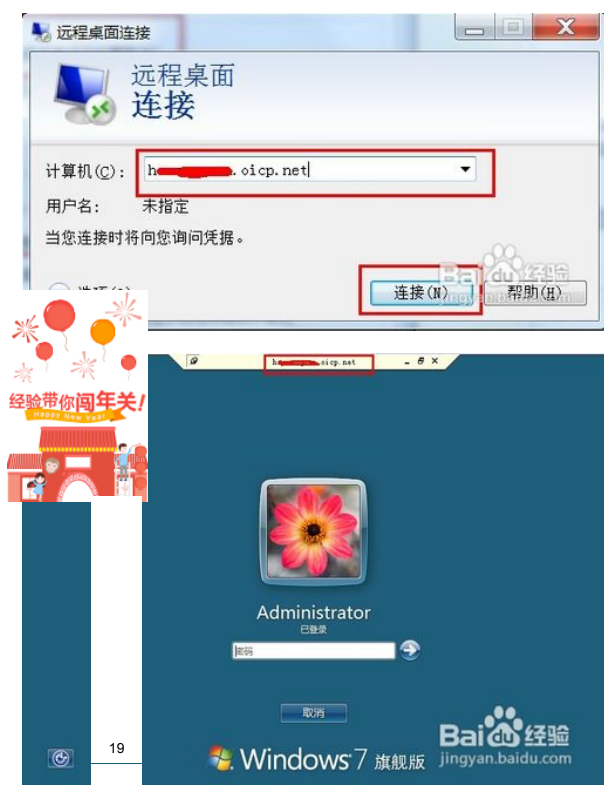 远程桌面连接
远程桌面
连接
计算机(C):
h
.oicp.net
用户名:
未指定
当您连接时将向您询问凭据。
连接(N)
帮助(H)
Baidu经验
jingyan.baidu.com
经验带你闯年关!
Happy New Year
h
.oicp.net
Administrator
已登录
密码
取消
19
Windows 7 旗舰版
Baidu经验
jingyan.baidu.com